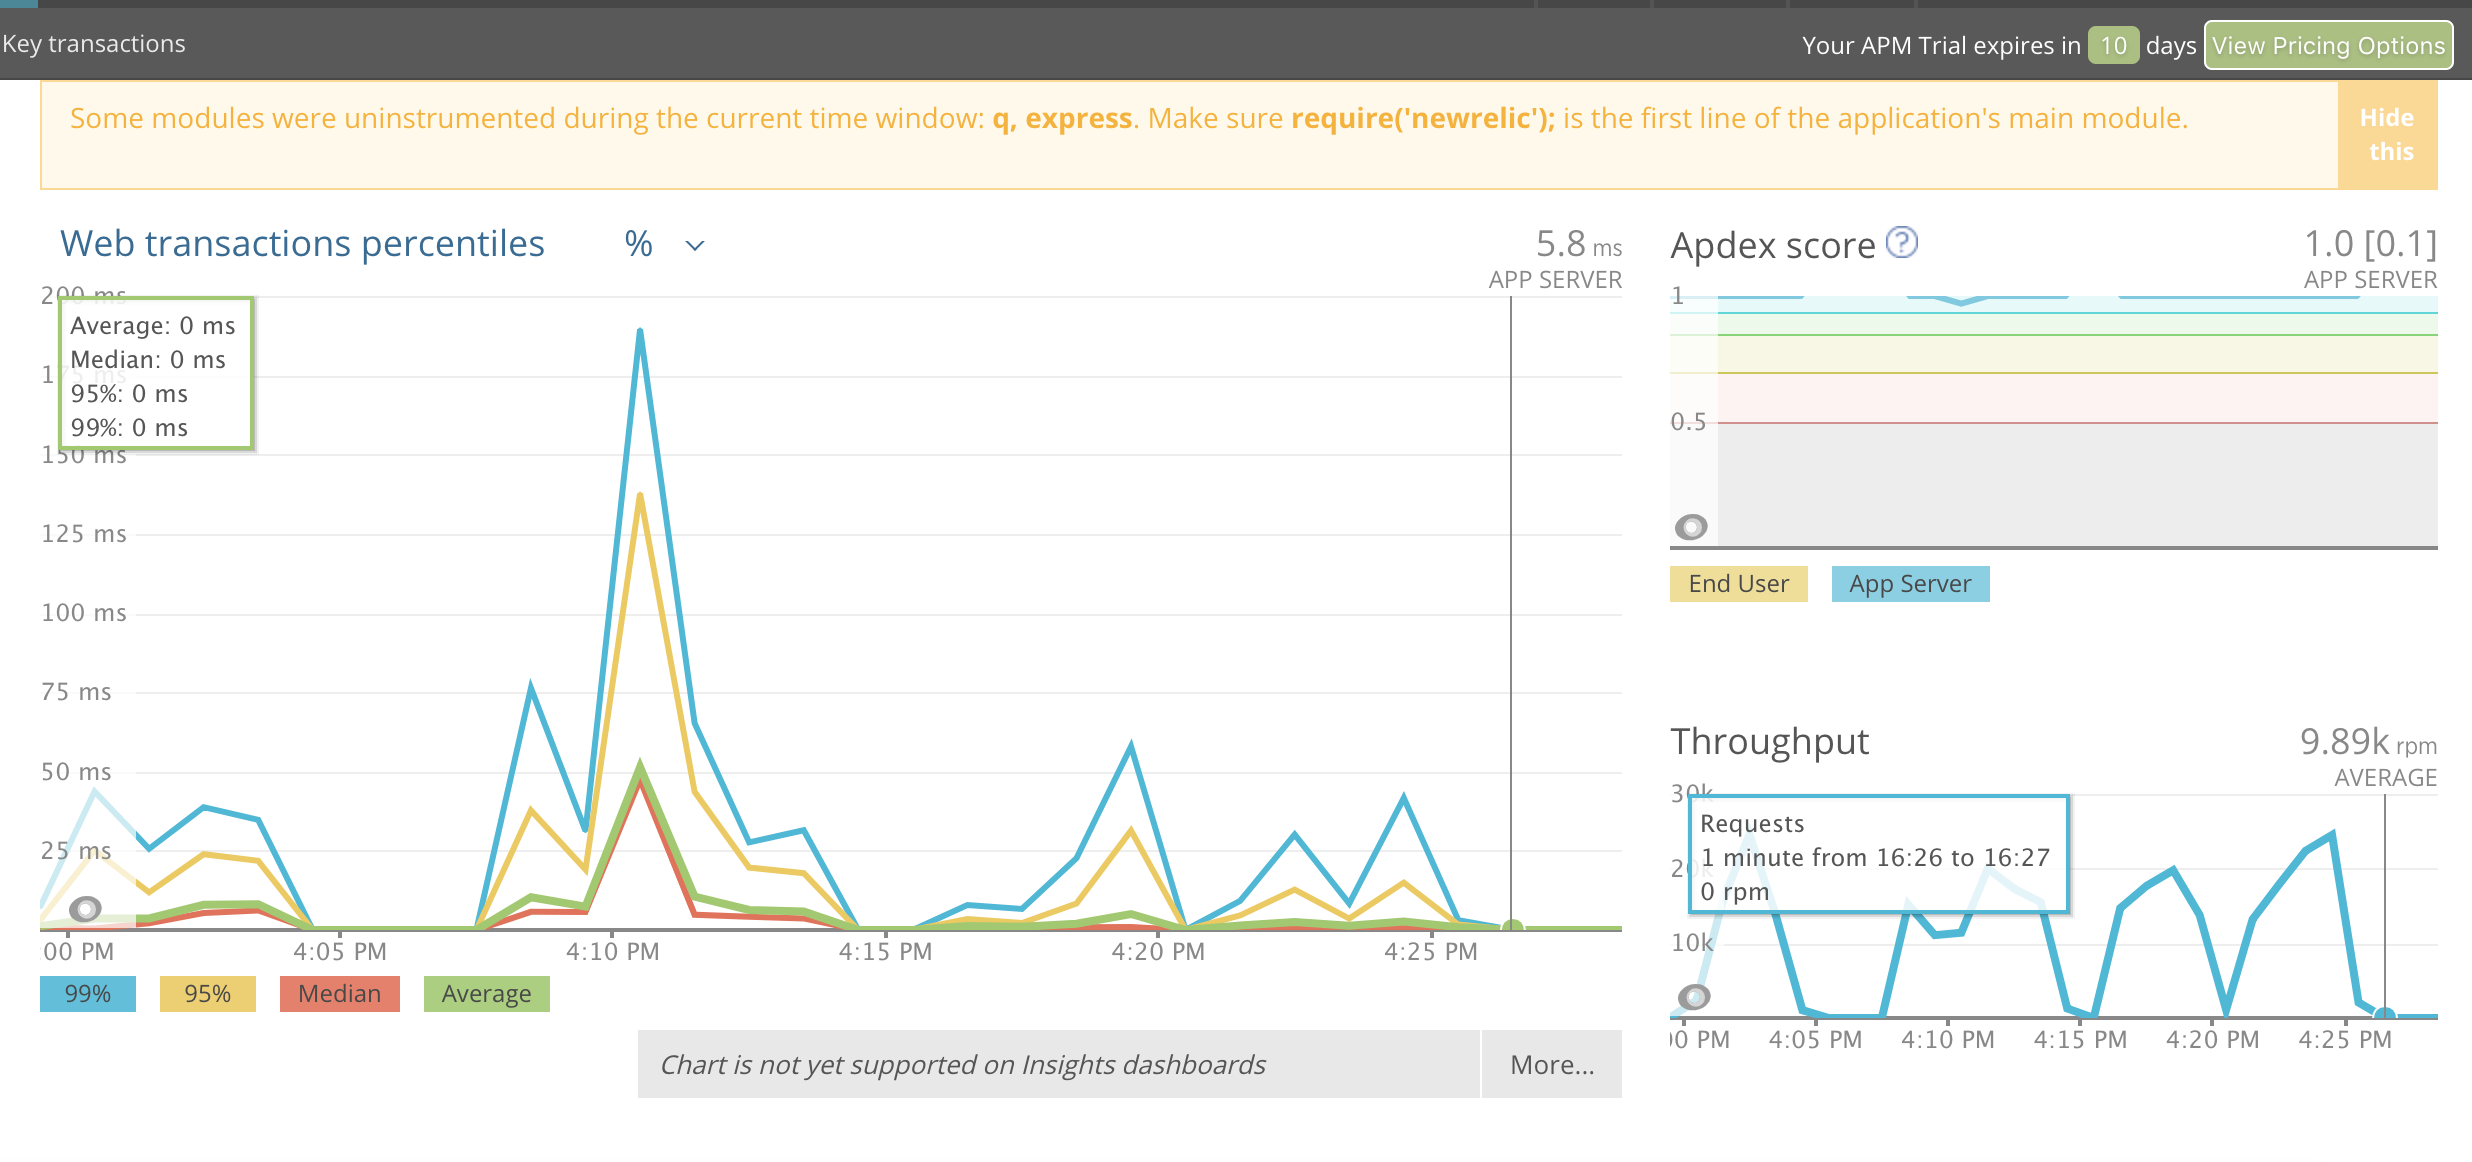 Key transactions
Your APM Trial expires in 10 days View Pricing Options
Some modules were uninstrumented during the current time window: q, express. Make sure require('newrelic'); is the first line of the application's main module.
Hide
this
Web transactions percentiles %
5.8 ms
APP SERVER
200 ms
Average: 0 ms
Median: 0 ms
175 ms
95%: 0 ms
99%: 0 ms
150 ms
125 ms
100 ms
75 ms
50 ms
25 ms
:00 PM 4:05 PM 4:10 PM 4:15 PM 4:20 PM 4:25 PM
99% 95% Median Average
Chart is not yet supported on Insights dashboards More...
Apdex score ?
1.0 [0.1]
APP SERVER
1
0.5
End User App Server
Throughput
9.89k rpm
AVERAGE
30k
Requests
1 minute from 16:26 to 16:27
20k
0 rpm
10k
00 PM 4:05 PM 4:10 PM 4:15 PM 4:20 PM 4:25 PM